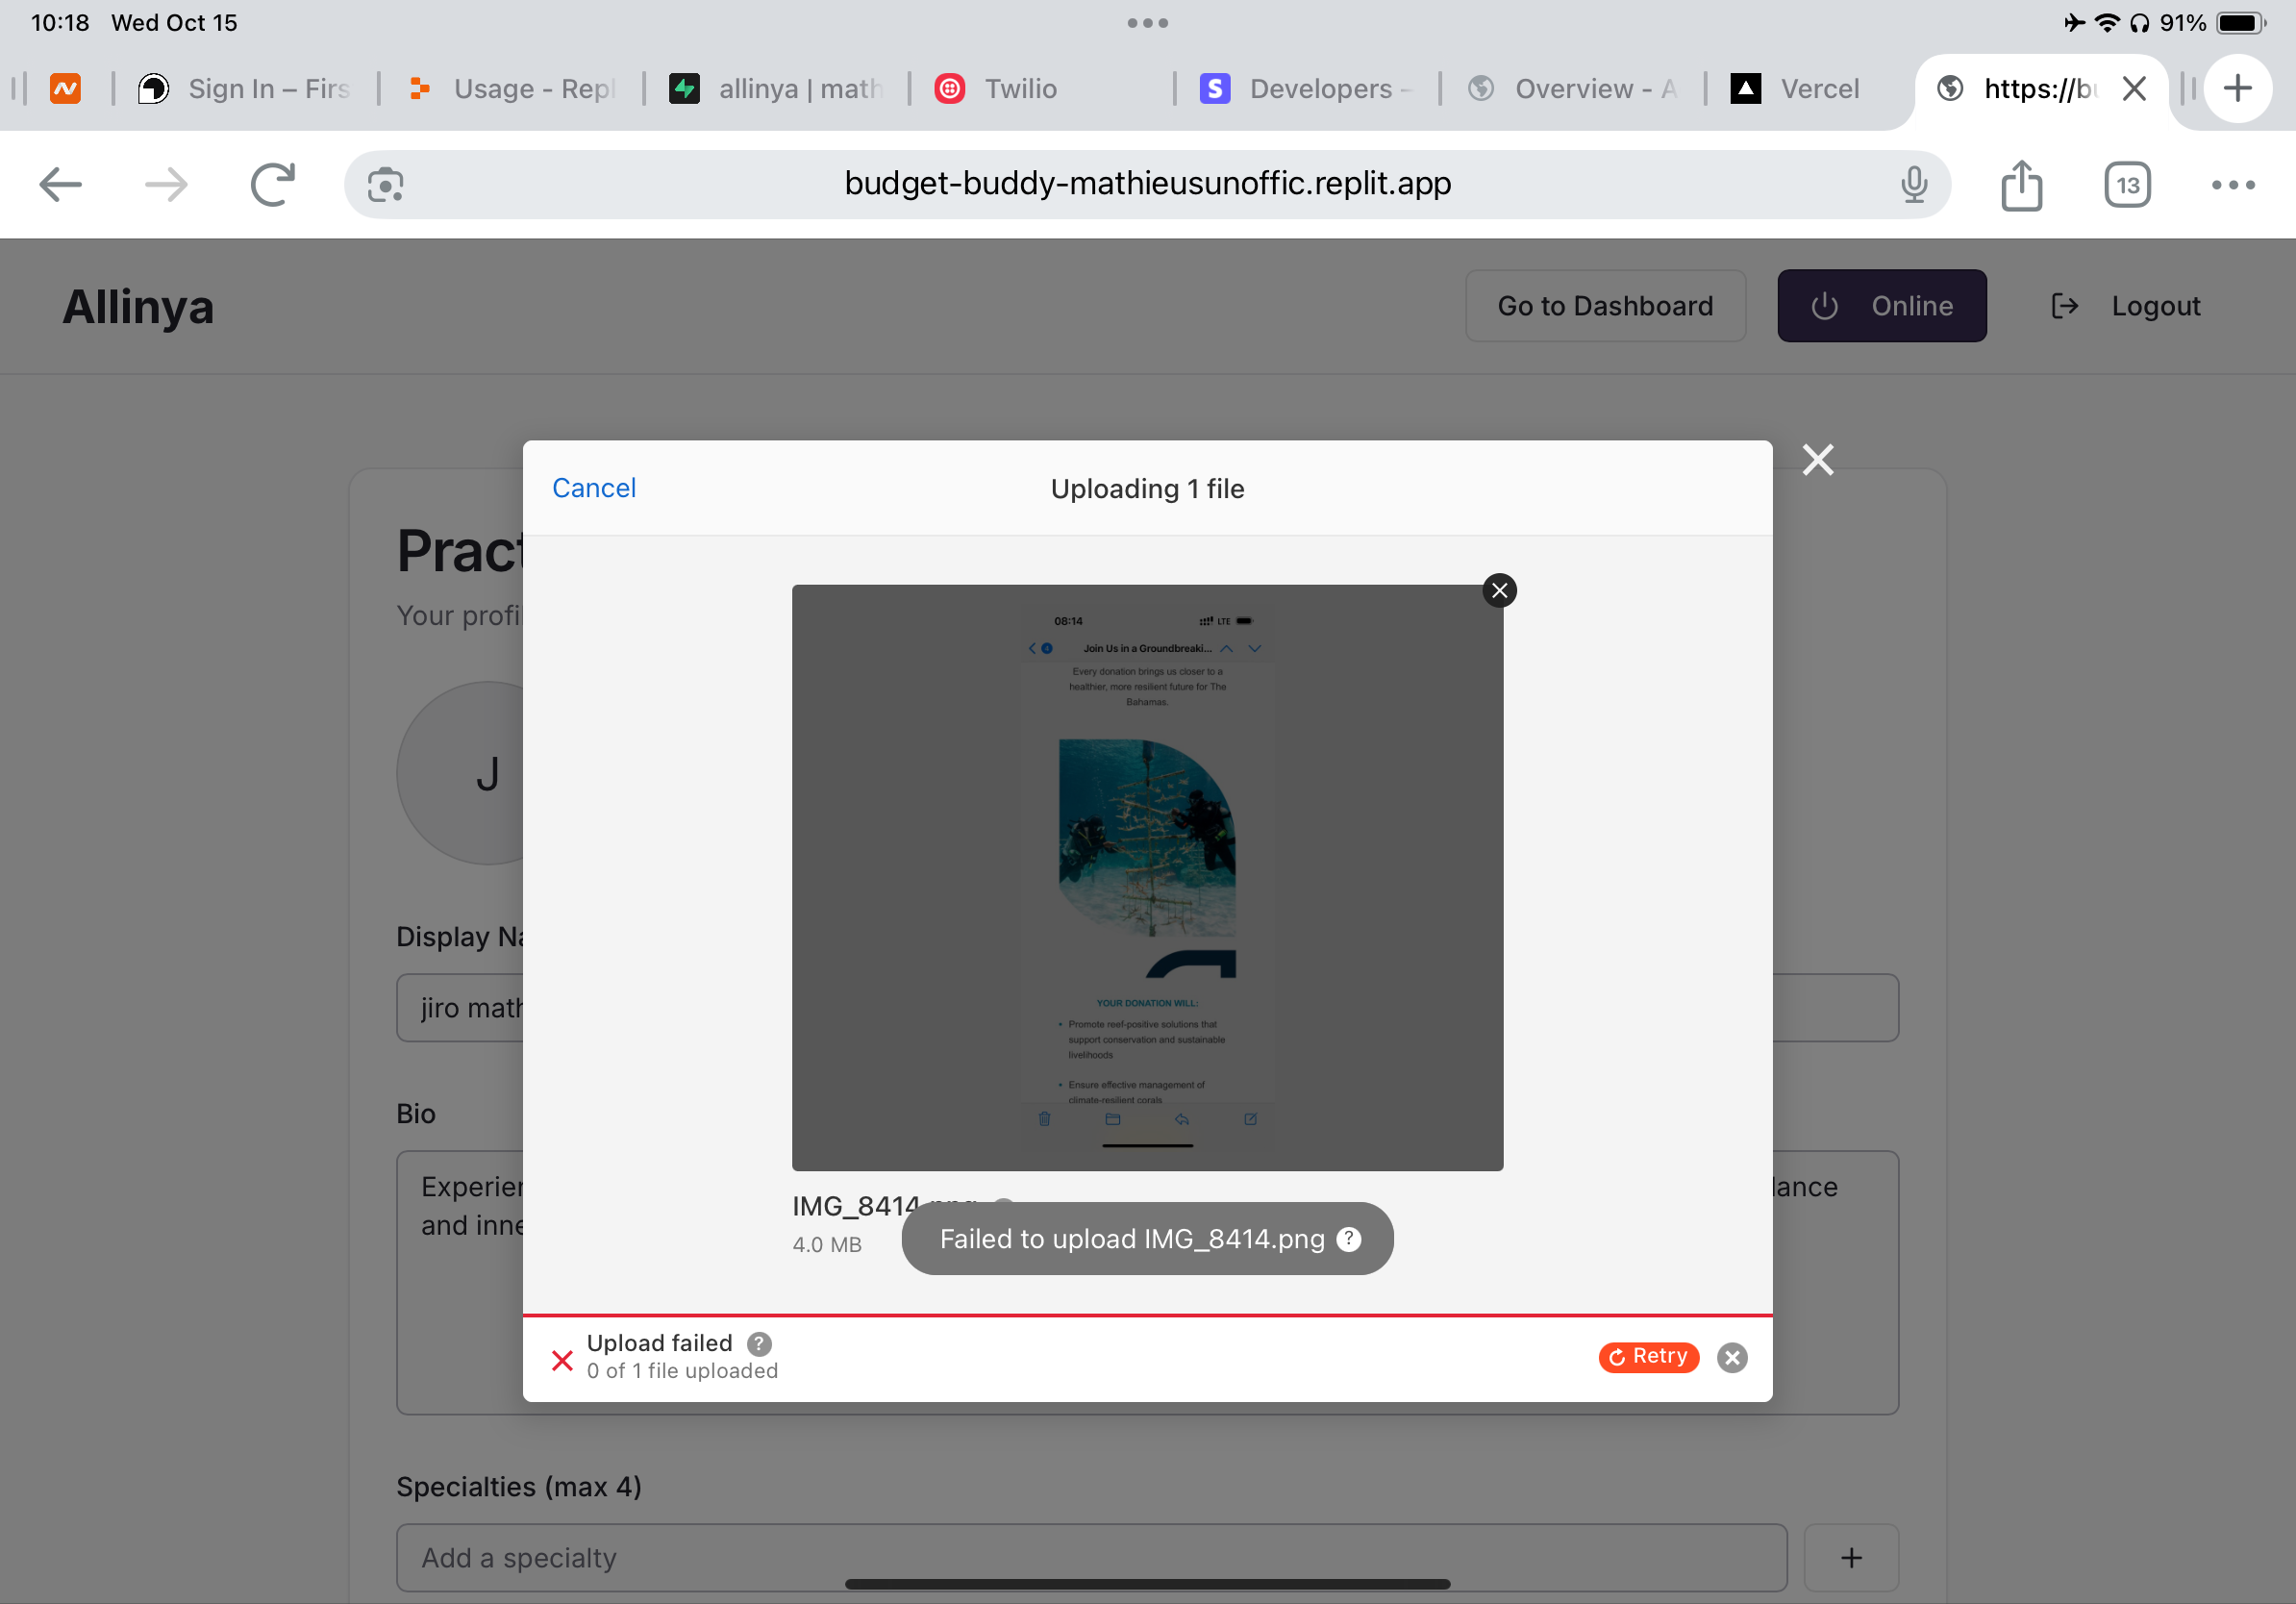 10:18 Wed Oct 15
91%
Sign In – Firs
Usage - Repl
allinya | math
Twilio
Developers –
Overview - A
Vercel
https://bu
budget-buddy-mathieusunoffic.replit.app
13
Allinya
Go to Dashboard
Online
Logout
Cancel
Uploading 1 file
Pract
Your profi
J
08:14
LTE
Join Us in a Groundbreaki...
Every donation brings us closer to a
healthier, more resilient future for The
Bahamas.
YOUR DONATION WILL:
• Promote reef-positive solutions that
support conservation and sustainable
livelihoods
• Ensure effective management of
climate-resilient corals
Display Na
jiro math
Bio
Experien
lance
and inne
IMG_8414.png
4.0 MB
Failed to upload IMG_8414.png ?
Upload failed ?
0 of 1 file uploaded
Retry
Specialties (max 4)
Add a specialty
+